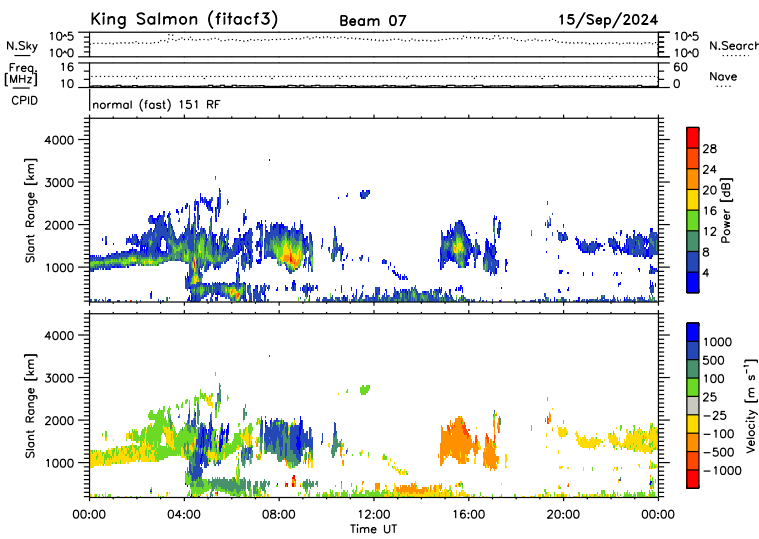 King Salmon (fitacf3) Beam 07 15/Sep/2024
N.Sky 10^5 10^0 10^5 10^0 N.Search
Freq. [MHz] 16 10 60 0 Nave
CPID normal (fast) 151 RF
Slant Range [km] 4000 3000 2000 1000
Power [dB] 28 24 20 16 12 8 4
Slant Range [km] 4000 3000 2000 1000
Velocity [m s⁻¹] 1000 500 100 25 −25 −100 −500 −1000
00:00 04:00 08:00 12:00 16:00 20:00 00:00
Time UT